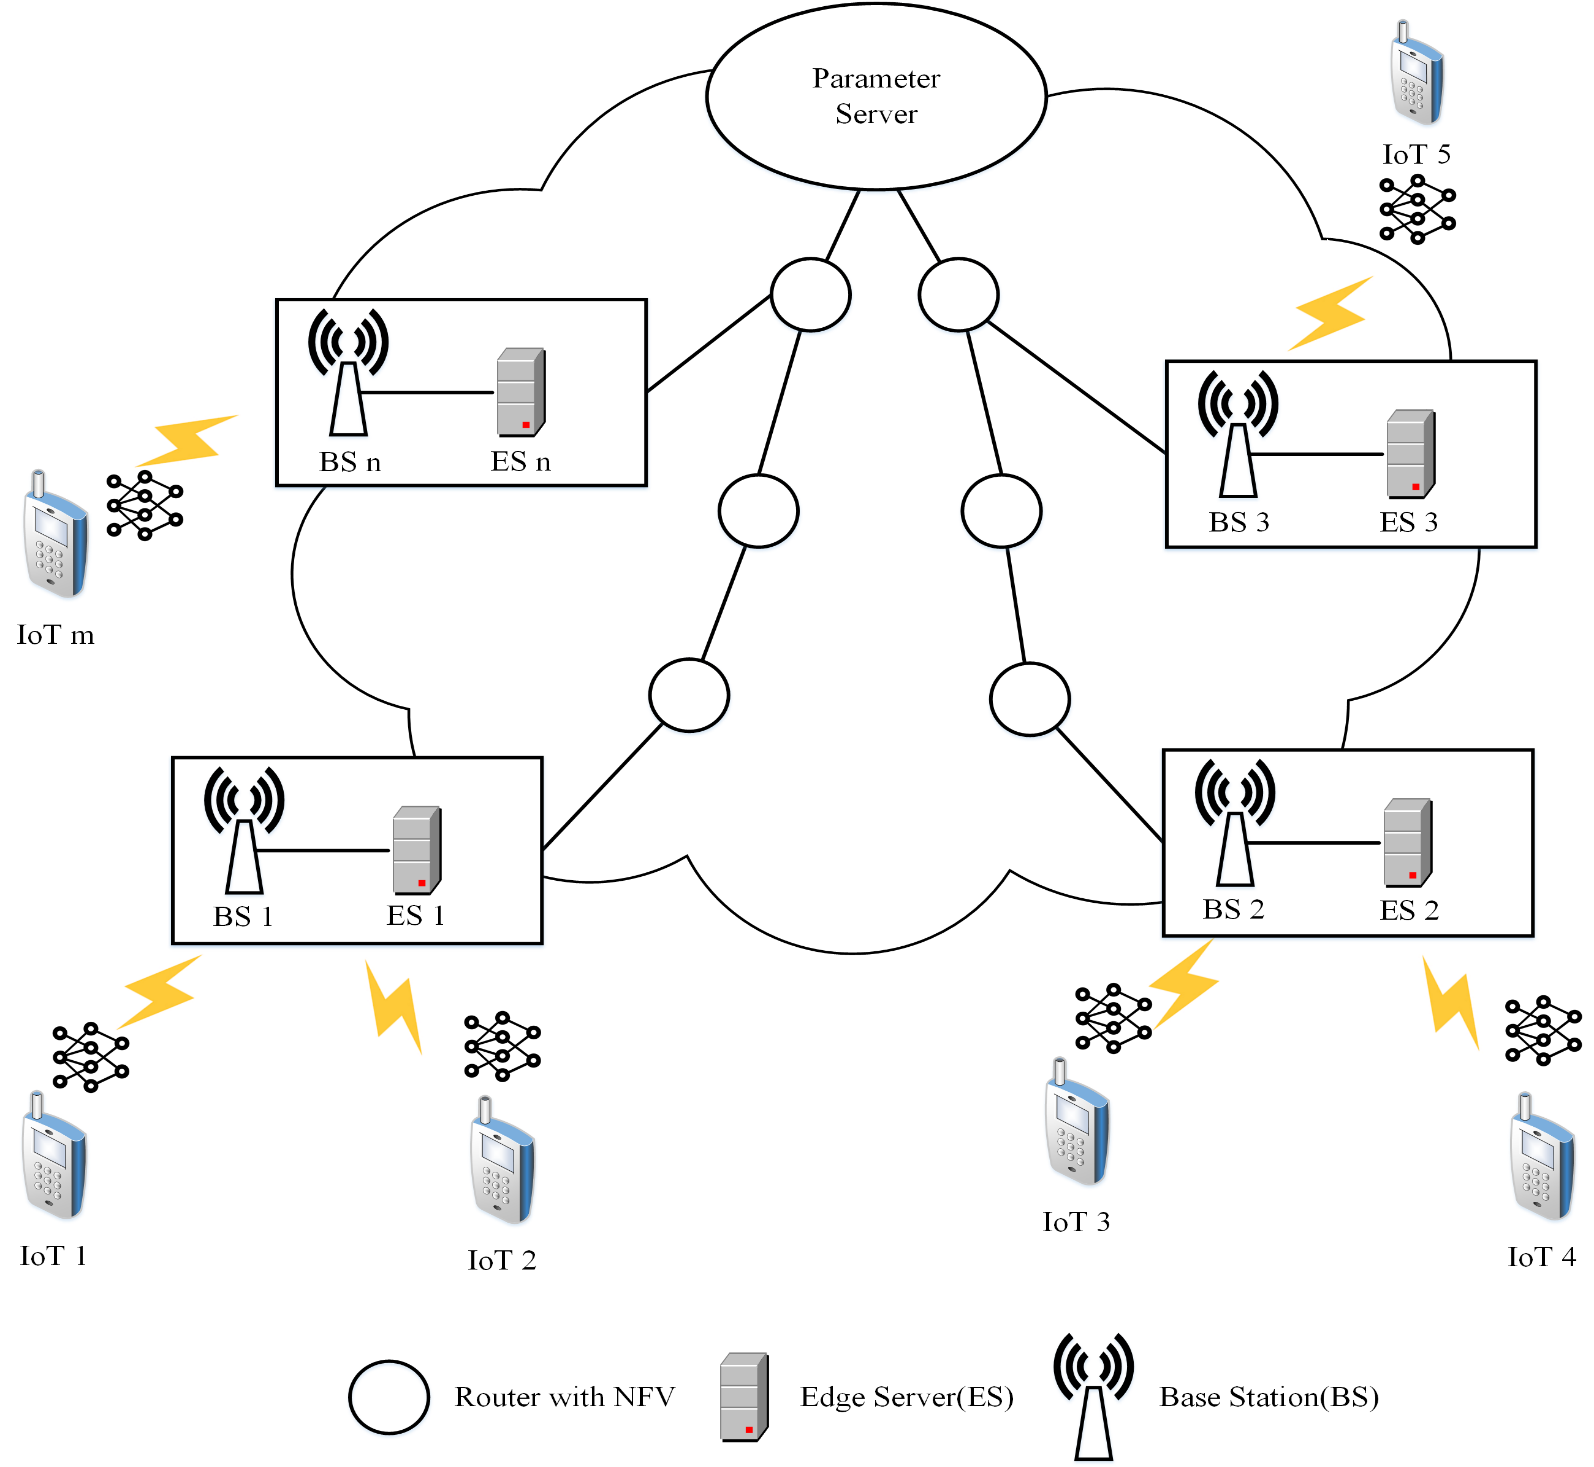 Parameter
Server
IoT 5
BS n
ES n
BS 3
ES 3
IoT m
BS 1
ES 1
BS 2
ES 2
IoT 1
IoT 2
IoT 3
IoT 4
Router with NFV
Edge Server(ES)
Base Station(BS)